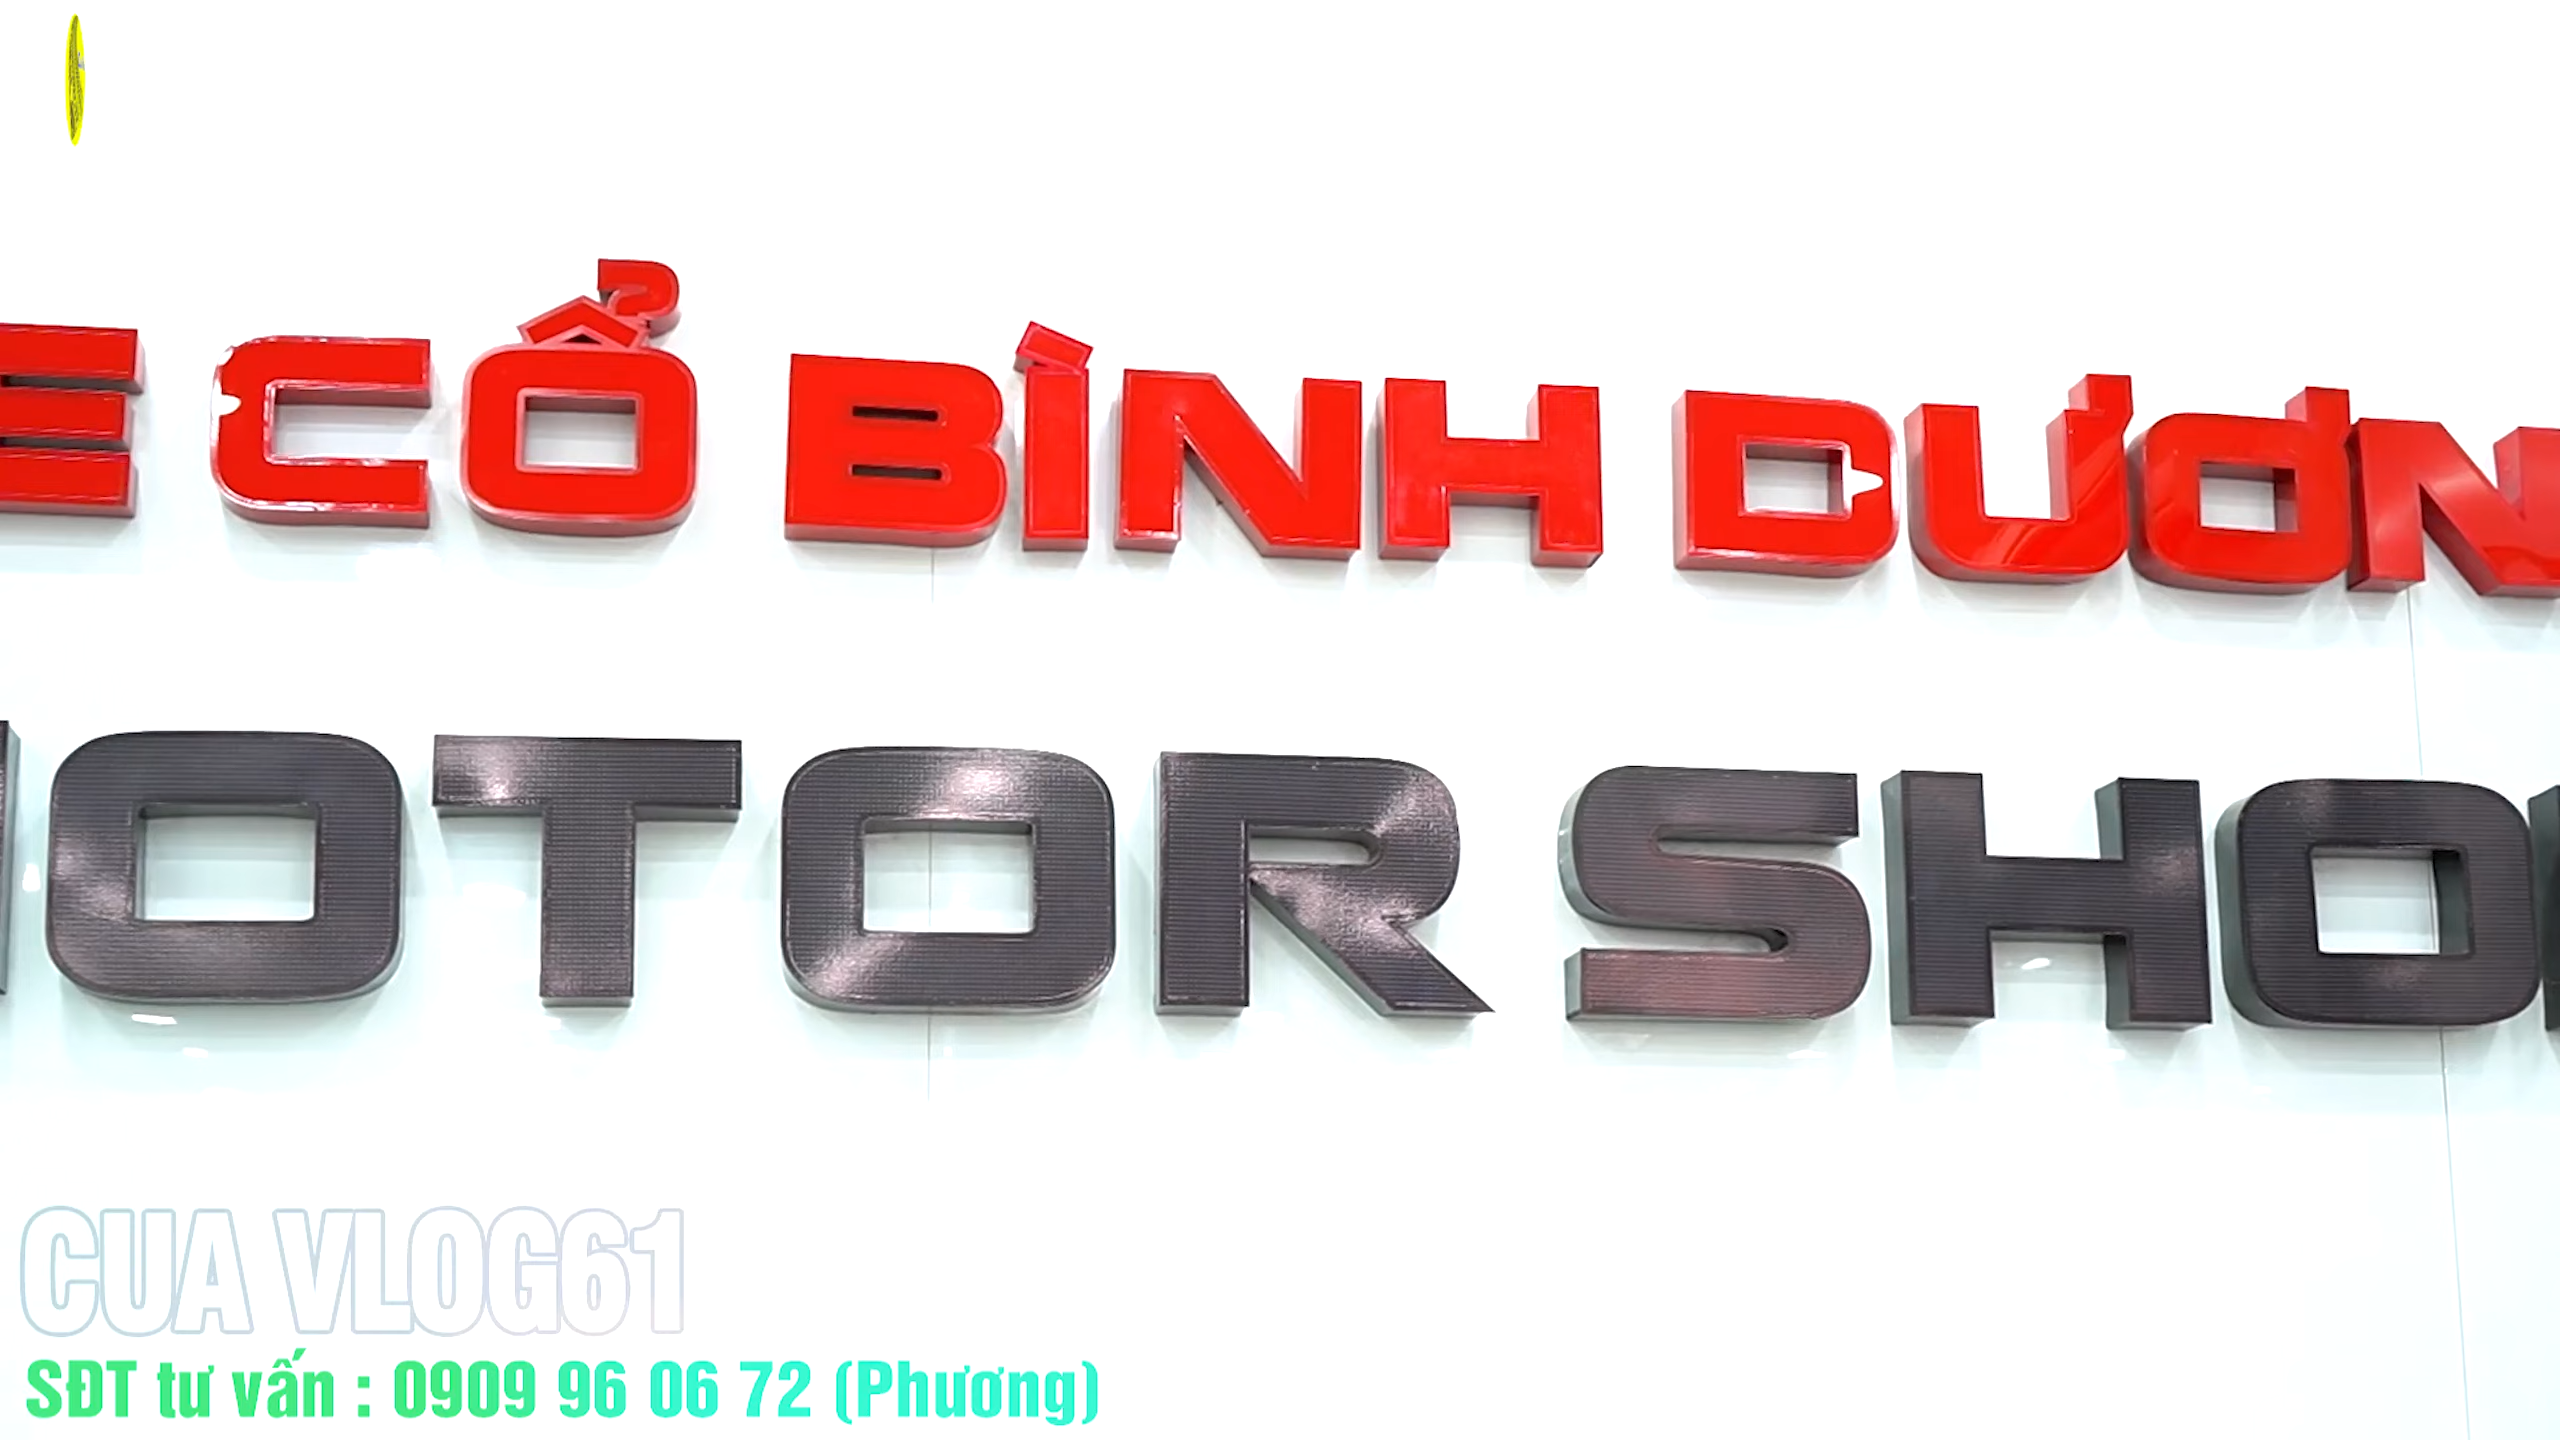 E CỔ BÌNH DƯƠN
OTOR SHO
CUA VLOG61
SĐT tư vấn : 0909 96 06 72 (Phương)